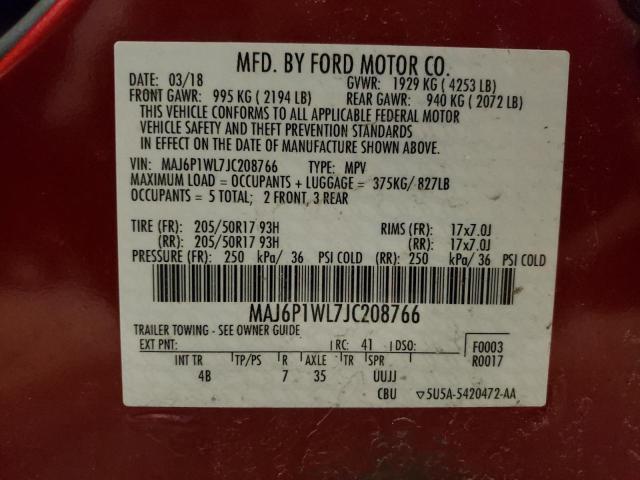 MFD. BY FORD MOTOR CO.
DATE: 03/18 GVWR: 1929 KG ( 4253 LB)
FRONT GAWR: 995 KG ( 2194 LB) REAR GAWR: 940 KG ( 2072 LB)
THIS VEHICLE CONFORMS TO ALL APPLICABLE FEDERAL MOTOR
VEHICLE SAFETY AND THEFT PREVENTION STANDARDS
IN EFFECT ON THE DATE OF MANUFACTURE SHOWN ABOVE.
VIN: MAJ6P1WL7JC208766 TYPE: MPV
MAXIMUM LOAD = OCCUPANTS + LUGGAGE = 375KG/ 827LB
OCCUPANTS = 5 TOTAL; 2 FRONT, 3 REAR
TIRE (FR): 205/50R17 93H RIMS (FR): 17x7.0J
(RR): 205/50R17 93H (RR): 17x7.0J
PRESSURE (FR): 250 kPa/ 36 PSI COLD (RR): 250 kPa/ 36 PSI COLD
MAJ6P1WL7JC208766
TRAILER TOWING - SEE OWNER GUIDE
EXT PNT: RC: 41 DSO: F0003
INT TR TP/PS R AXLE TR SPR R0017
4B 7 35 UUJJ
CBU ▽5U5A-5420472-AA